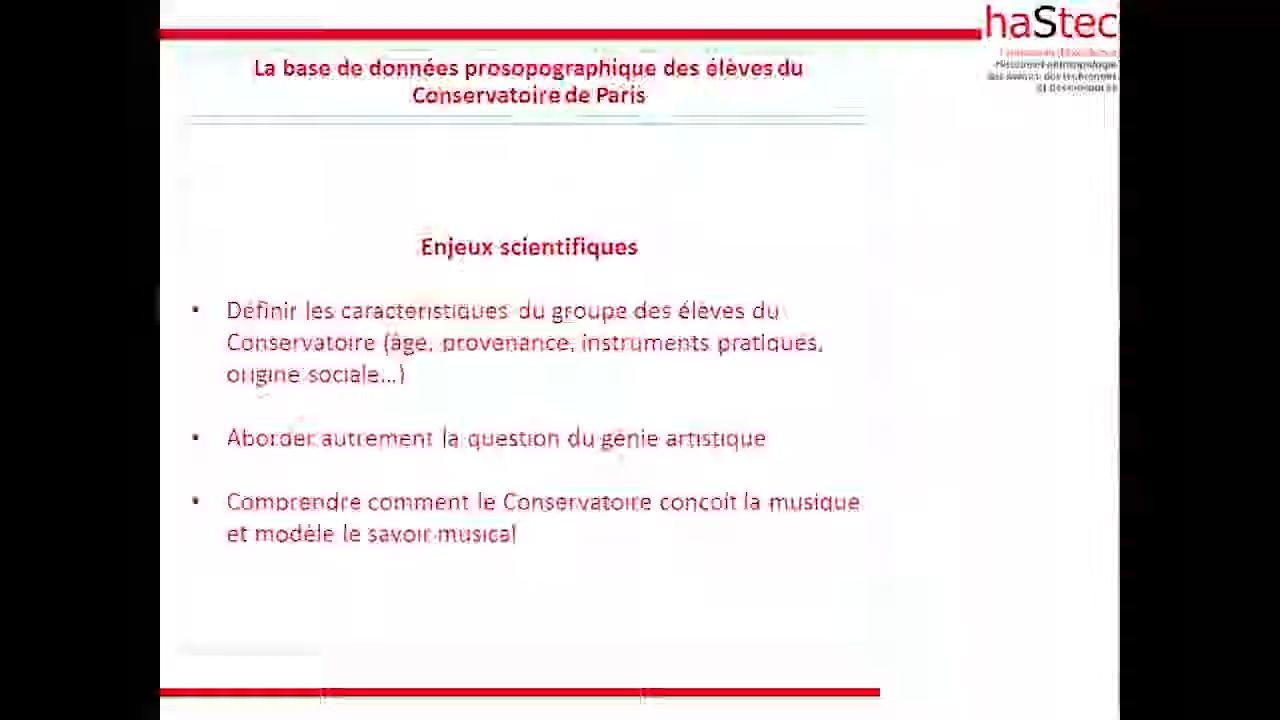 haStec
La base de données prosopographique des élèves du
Conservatoire de Paris
Enjeux scientifiques
• Définir les caractéristiques du groupe des élèves du
Conservatoire (âge, provenance, instruments pratiqués,
origine sociale...)
• Aborder autrement la question du génie artistique
• Comprendre comment le Conservatoire conçoit la musique
et modèle le savoir musical